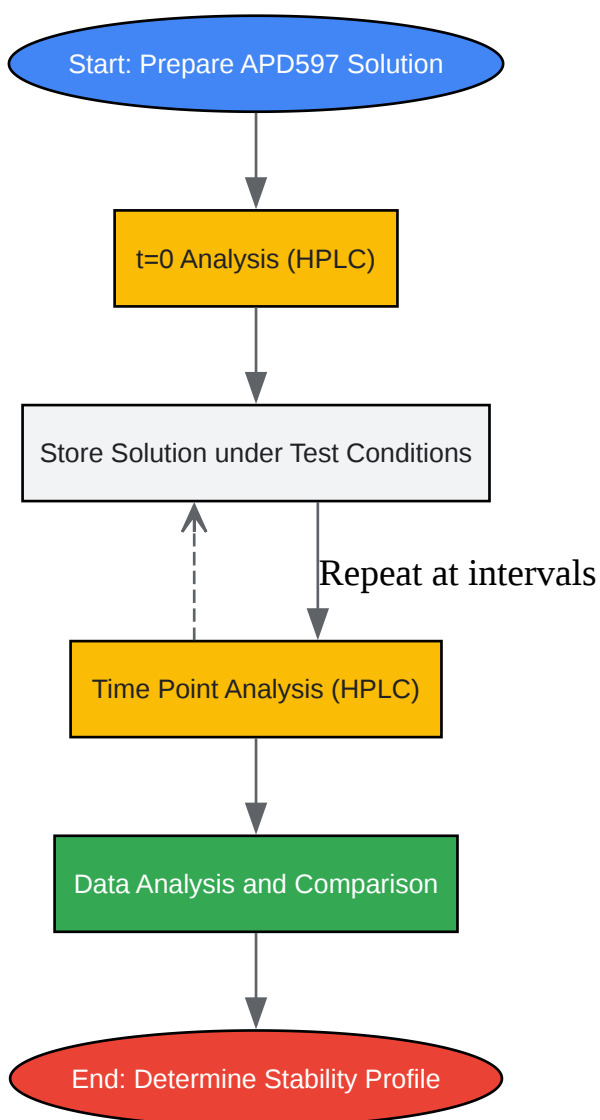 Start: Prepare APD597 Solution
t=0 Analysis (HPLC)
Store Solution under Test Conditions
Repeat at intervals
Time Point Analysis (HPLC)
Data Analysis and Comparison
End: Determine Stability Profile